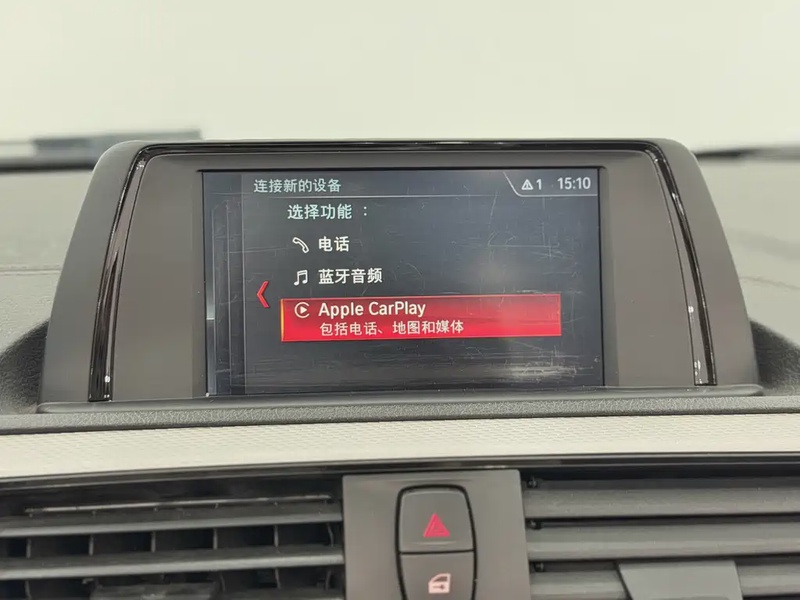 连接新的设备
1 15:10
选择功能：
电话
蓝牙音频
Apple CarPlay
包括电话、地图和媒体